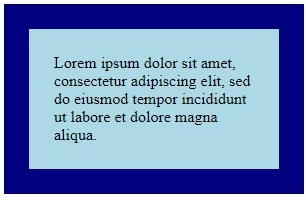 Lorem ipsum dolor sit amet,
consectetur adipiscing elit, sed
do eiusmod tempor incididunt
ut labore et dolore magna
aliqua.